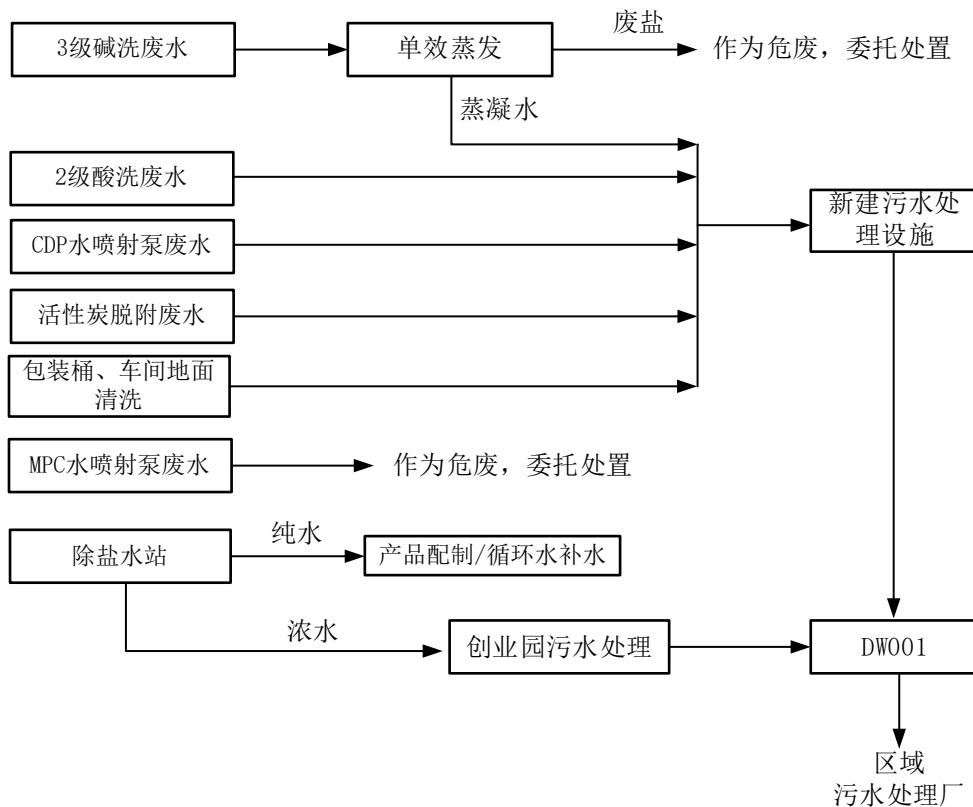 3级碱洗废水
单效蒸发
废盐
作为危废，委托处置
蒸凝水
2级酸洗废水
新建污水处
理设施
CDP水喷射泵废水
活性炭脱附废水
包装桶、车间地面
清洗
MPC水喷射泵废水
作为危废，委托处置
除盐水站
纯水
产品配制/循环水补水
浓水
创业园污水处理
DW001
区域
污水处理厂